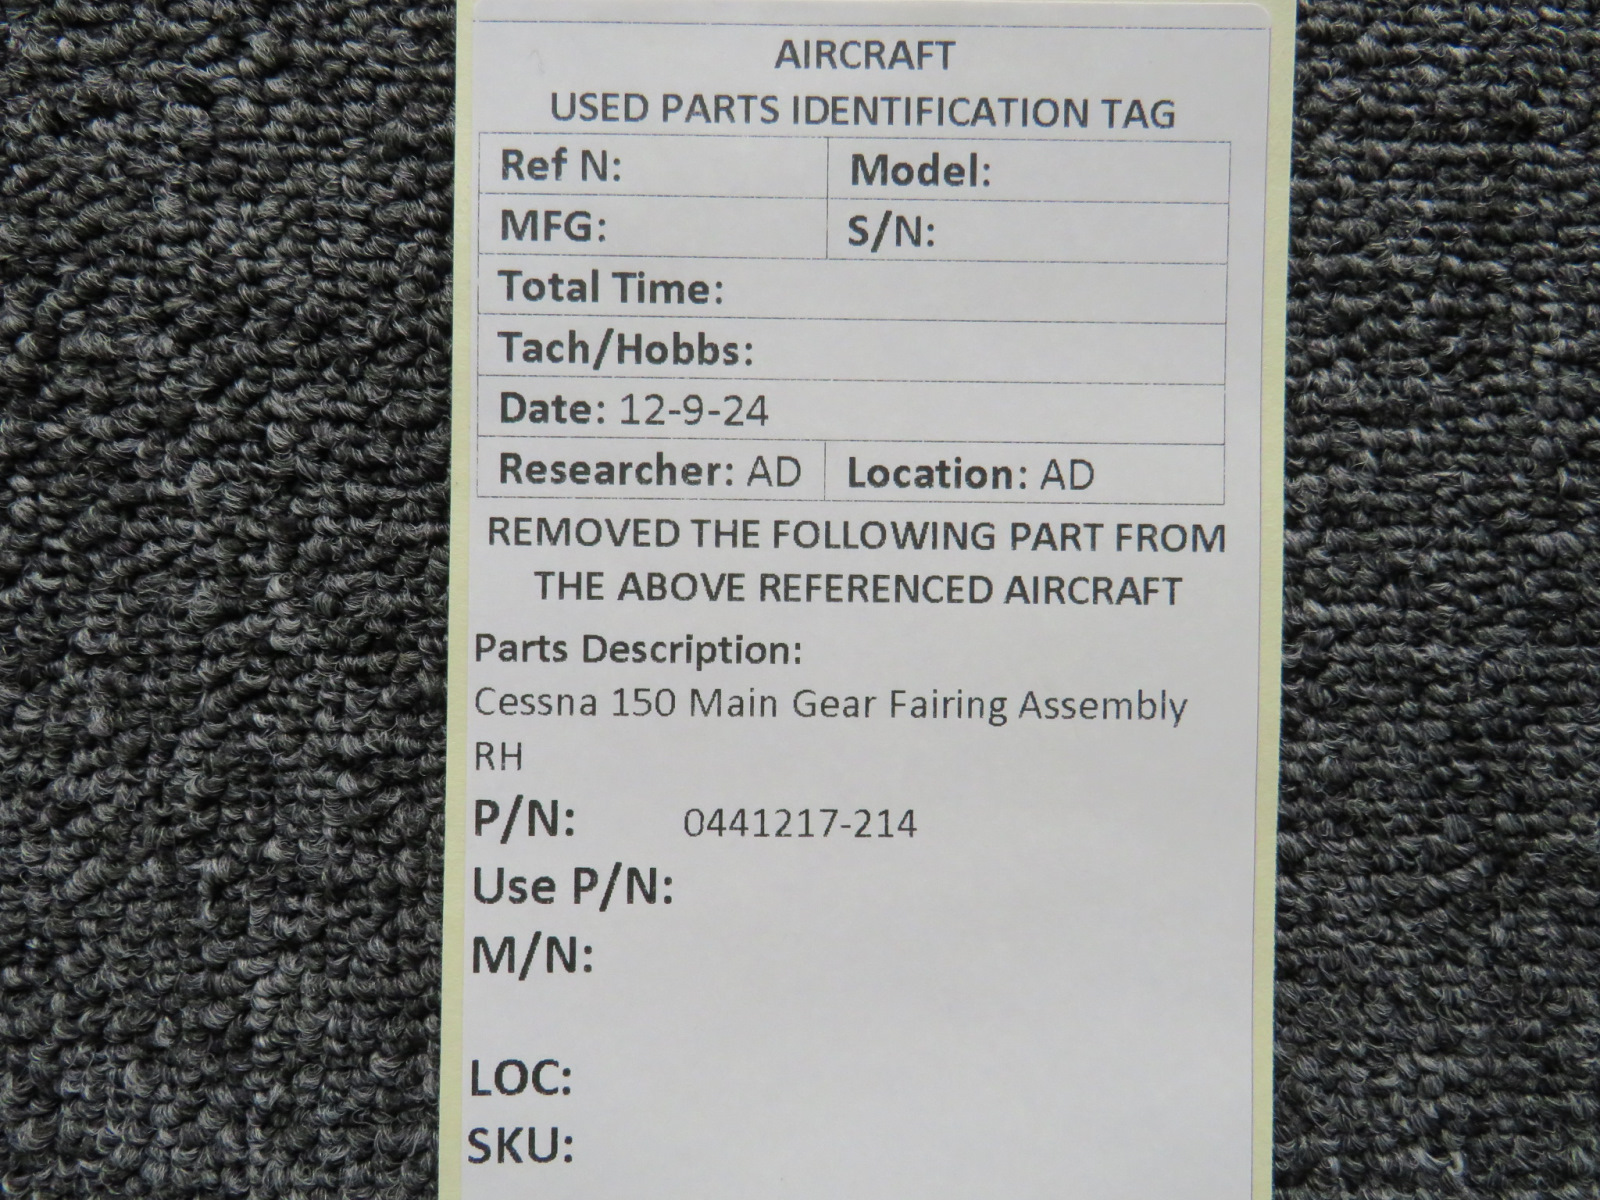 AIRCRAFT
USED PARTS IDENTIFICATION TAG
Ref N: Model:
MFG: S/N:
Total Time:
Tach/Hobbs:
Date: 12-9-24
Researcher: AD Location: AD
REMOVED THE FOLLOWING PART FROM
THE ABOVE REFERENCED AIRCRAFT
Parts Description:
Cessna 150 Main Gear Fairing Assembly
RH
P/N: 0441217-214
Use P/N:
M/N:
LOC:
SKU: